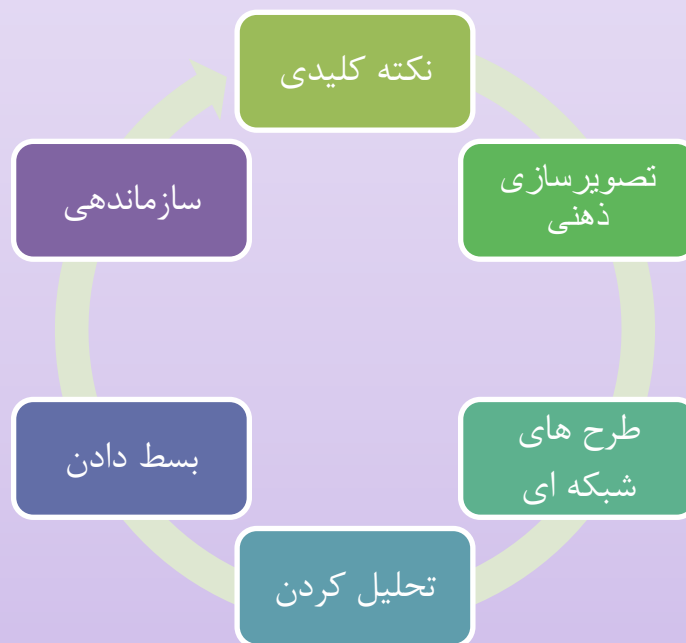 نکته کلیدی
تصویرسازی
ذهنی
طرح های
شبکه ای
تحلیل کردن
بسط دادن
سازماندهی